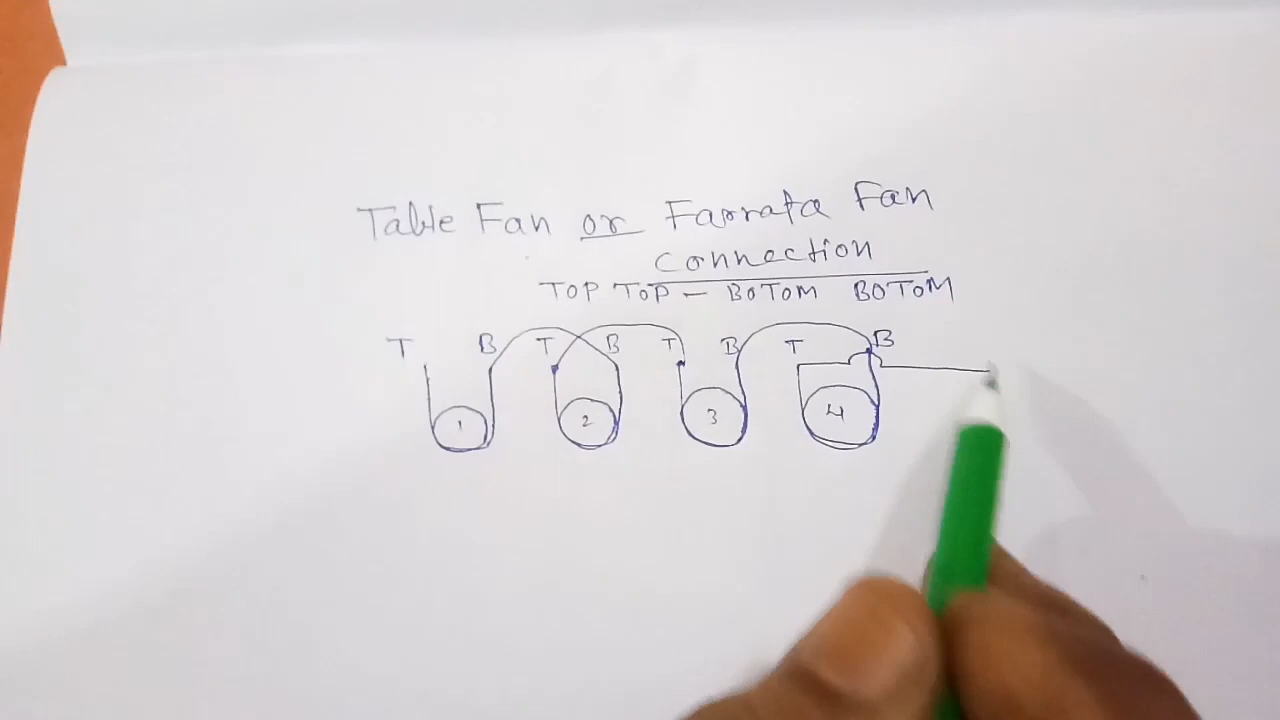 Table Fan or Farrata Fan
Connection
TOP TOP - BOTOM BOTOM
T B T B T B T B
1 2 3 4